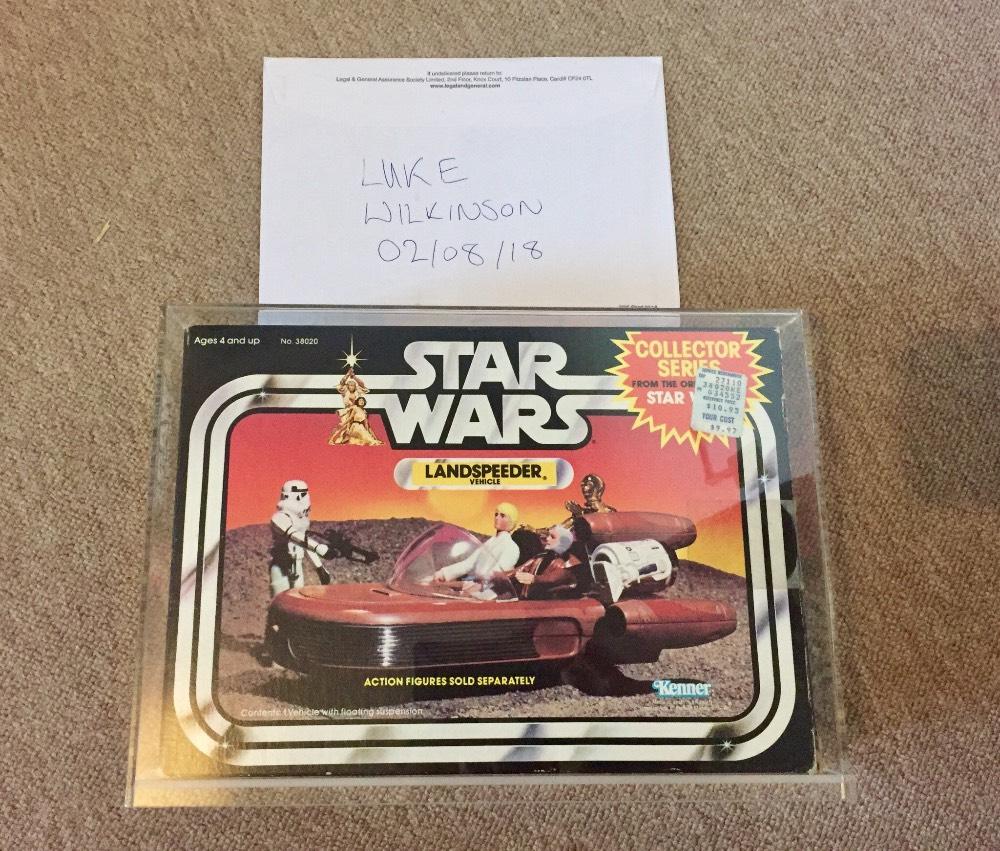 If undelivered please return to:
Legal & General Assurance Society Limited, 2nd Floor, Knox Court, 10 Fitzalan Place, Cardiff CF24 0TL
www.legalandgeneral.com
LUKE
WILKINSON
02/08/18
Ages 4 and up No. 38020
STAR
WARS
COLLECTOR
SERIES
FROM THE
STAR
27110
$10.93
YOUR COST
$9.97
LANDSPEEDER®
VEHICLE
ACTION FIGURES SOLD SEPARATELY
Kenner
Contents: 1 Vehicle with floating suspension